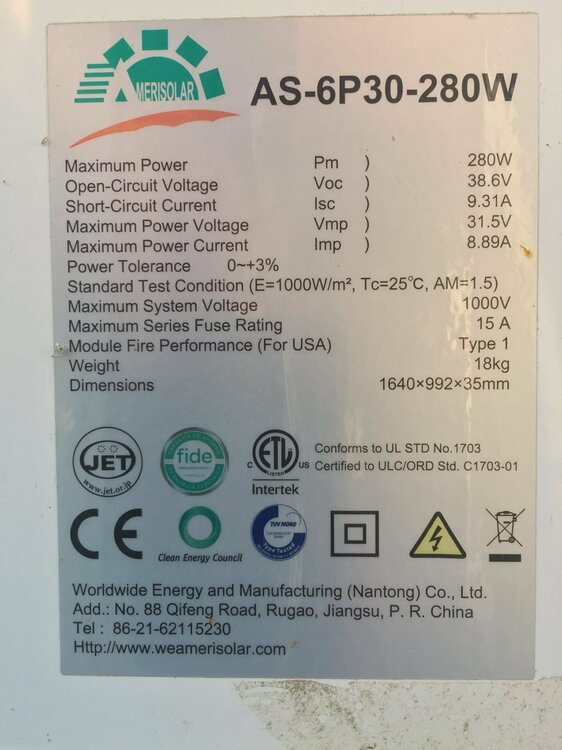 AMERISOLAR
AS-6P30-280W
Maximum Power Pm ) 280W
Open-Circuit Voltage Voc ) 38.6V
Short-Circuit Current Isc ) 9.31A
Maximum Power Voltage Vmp ) 31.5V
Maximum Power Current Imp ) 8.89A
Power Tolerance 0~+3%
Standard Test Condition (E=1000W/m², Tc=25℃, AM=1.5)
Maximum System Voltage 1000V
Maximum Series Fuse Rating 15 A
Module Fire Performance (For USA) Type 1
Weight 18kg
Dimensions 1640×992×35mm
JET
www.jet.or.jp
fide
C ETL US
LISTED
Intertek
Conforms to UL STD No.1703
Certified to ULC/ORD Std. C1703-01
CE
Clean Energy Council
TUV NORD
Type Tested
Worldwide Energy and Manufacturing (Nantong) Co., Ltd.
Add.: No. 88 Qifeng Road, Rugao, Jiangsu, P. R. China
Tel : 86-21-62115230
Http://www.weamerisolar.com